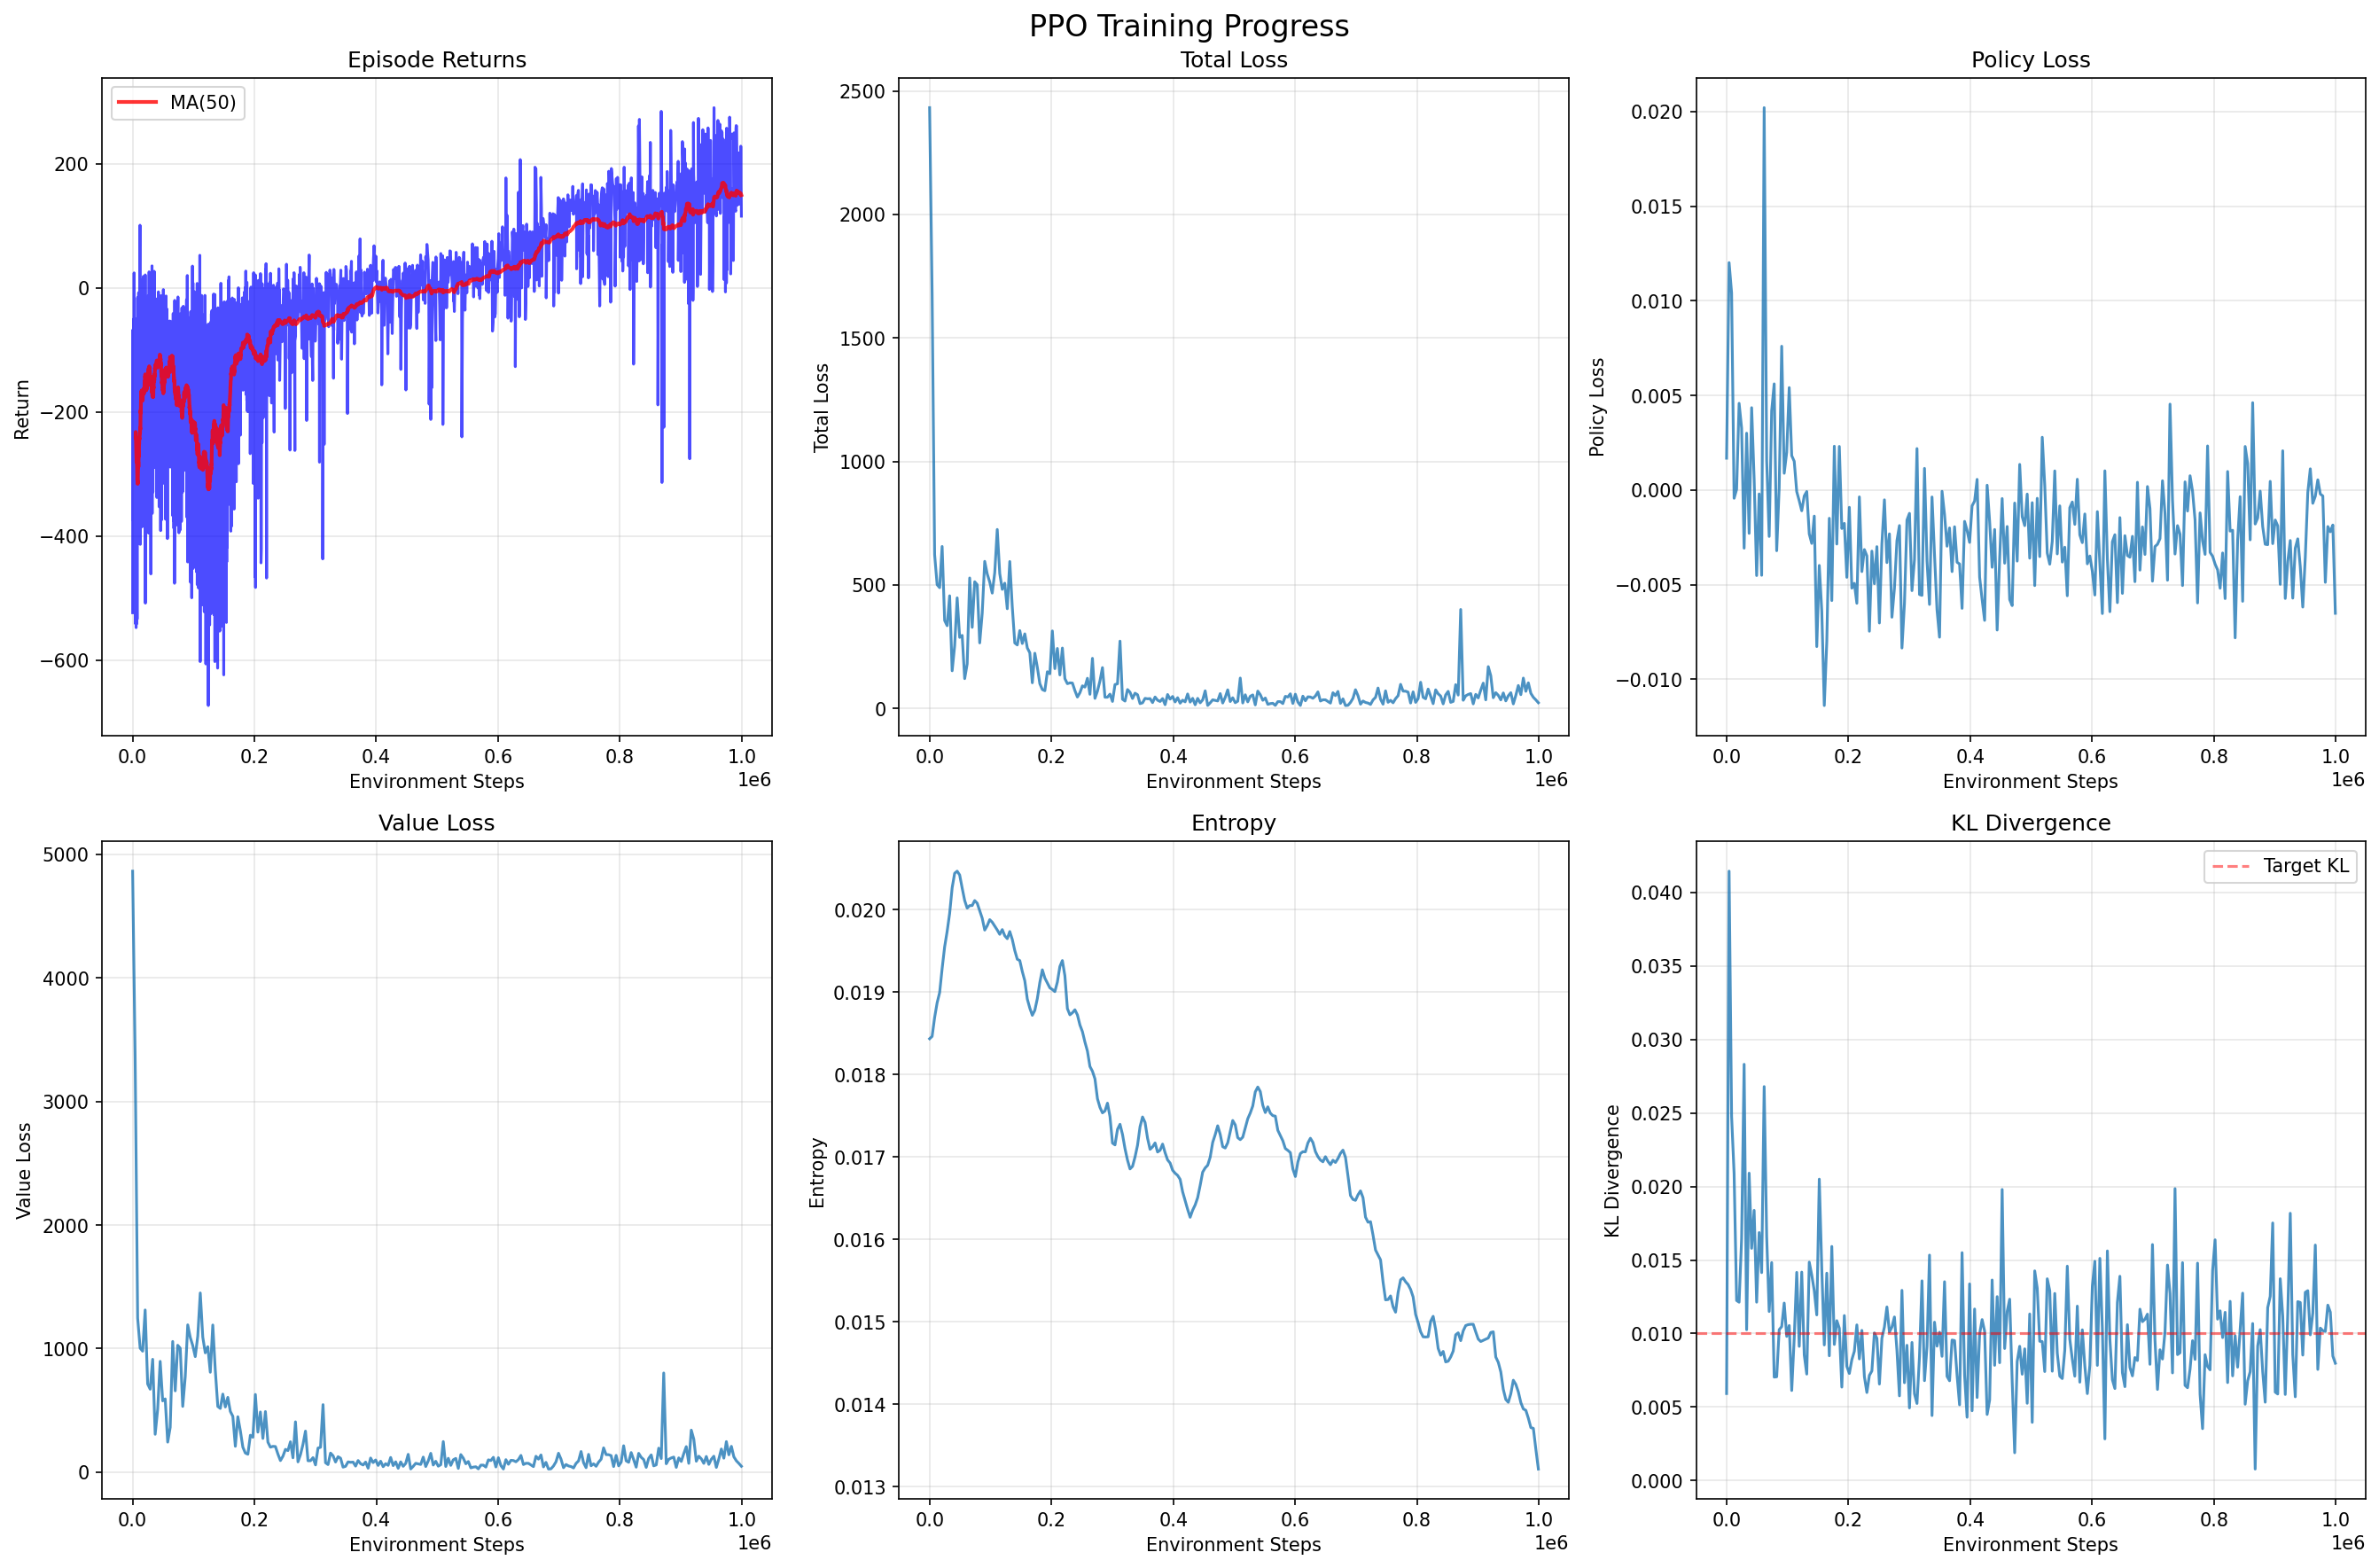 PPO Training Progress
Episode Returns
MA(50)
200
0
−200
−400
−600
Return
0.0 0.2 0.4 0.6 0.8 1.0
1e6
Environment Steps
Total Loss
2500
2000
1500
1000
500
0
Total Loss
0.0 0.2 0.4 0.6 0.8 1.0
1e6
Environment Steps
Policy Loss
0.020
0.015
0.010
0.005
0.000
−0.005
−0.010
Policy Loss
0.0 0.2 0.4 0.6 0.8 1.0
1e6
Environment Steps
Value Loss
5000
4000
3000
2000
1000
0
Value Loss
0.0 0.2 0.4 0.6 0.8 1.0
1e6
Environment Steps
Entropy
0.020
0.019
0.018
0.017
0.016
0.015
0.014
0.013
Entropy
0.0 0.2 0.4 0.6 0.8 1.0
1e6
Environment Steps
KL Divergence
Target KL
0.040
0.035
0.030
0.025
0.020
0.015
0.010
0.005
0.000
KL Divergence
0.0 0.2 0.4 0.6 0.8 1.0
1e6
Environment Steps